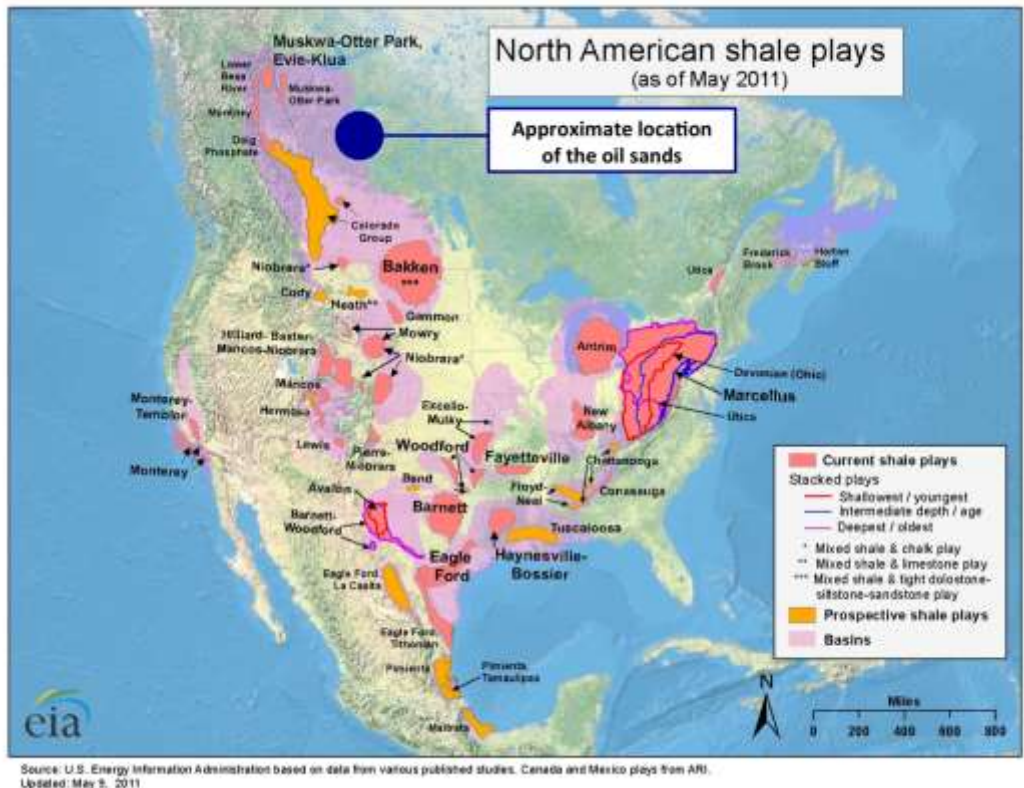 North American shale plays
(as of May 2011)
Approximate location
of the oil sands
Muskwa-Otter Park,
Evie-Klua
Lower
Besa
River
Muskwa-
Otter Park
Montney
Doig
Phosphate
Colorado
Group
Niobrara*
Bakken
***
Cody
Heath**
Gammon
Mowry
Hilliard- Baxter-
Mancos-Niobrara
Niobrara*
Mancos
Hermosa
Lewis
Pierre-
Niobrara
Monterey-
Temblor
Monterey
Excello-
Mulky
Woodford
Fayetteville
Bend
Avalon
Barnett
Barnett-
Woodford
Eagle
Ford
Haynesville-
Bossier
Tuscaloosa
Floyd-
Neal
Conasauga
Chattanooga
New
Albany
Antrim
Devonian (Ohio)
Marcellus
Utica
Utica
Frederick
Brook
Horton
Bluff
Eagle Ford,
La Casita
Eagle Ford,
Tithonian
Pimienta
Pimienta,
Tamaulipas
Maltrata
Current shale plays
Stacked plays
Shallowest / youngest
Intermediate depth / age
Deepest / oldest
* Mixed shale & chalk play
** Mixed shale & limestone play
*** Mixed shale & tight dolostone-
siltstone-sandstone play
Prospective shale plays
Basins
N
Miles
0 200 400 600 800
eia
Source: U.S. Energy Information Administration based on data from various published studies. Canada and Mexico plays from ARI.
Updated: May 9, 2011